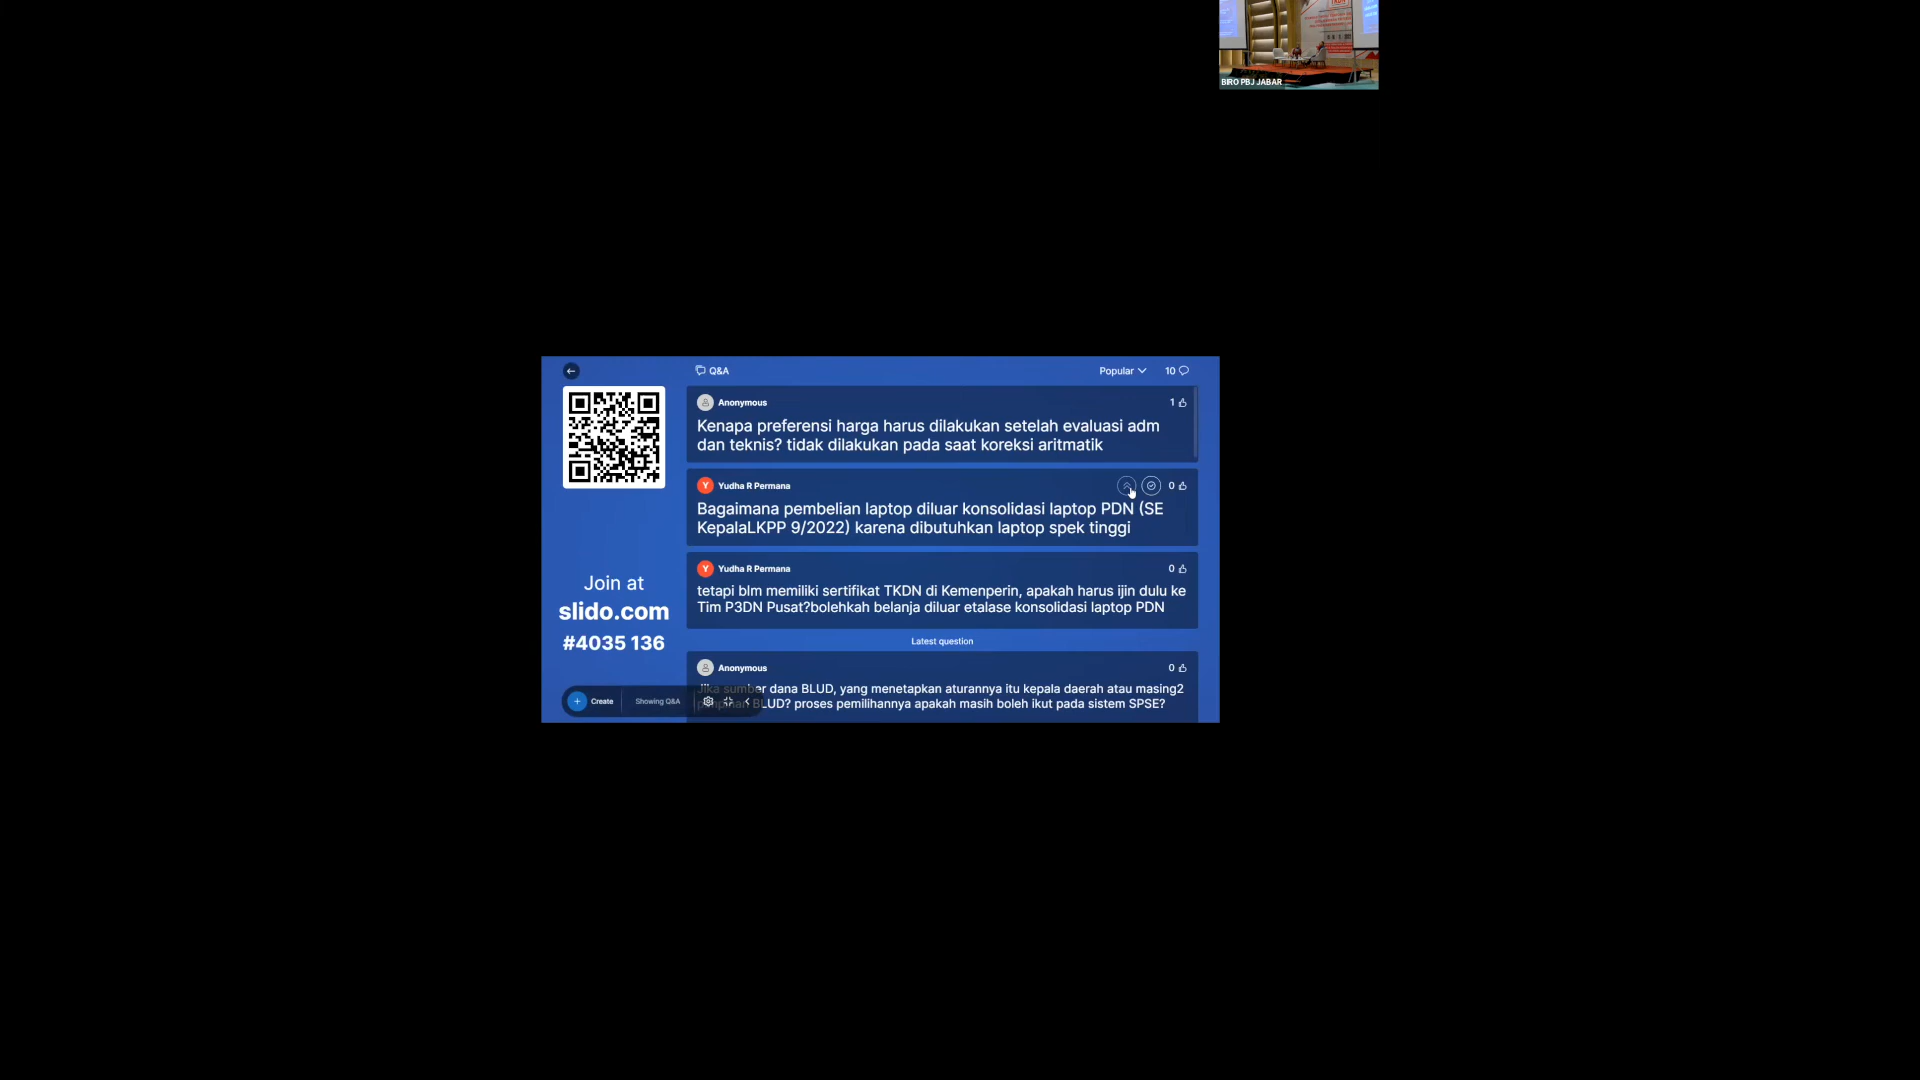 TKDN
BIRO PBJ JABAR
Q&A
Popular
10
Anonymous
1
Kenapa preferensi harga harus dilakukan setelah evaluasi adm
dan teknis? tidak dilakukan pada saat koreksi aritmatik
Y
Yudha R Permana
0
Bagaimana pembelian laptop diluar konsolidasi laptop PDN (SE
KepalaLKPP 9/2022) karena dibutuhkan laptop spek tinggi
Y
Yudha R Permana
0
tetapi blm memiliki sertifikat TKDN di Kemenperin, apakah harus ijin dulu ke
Tim P3DN Pusat?bolehkah belanja diluar etalase konsolidasi laptop PDN
Latest question
Anonymous
0
Jika sumber dana BLUD, yang menetapkan aturannya itu kepala daerah atau masing2
BLUD? proses pemilihannya apakah masih boleh ikut pada sistem SPSE?
Join at
slido.com
#4035 136
Create
Showing Q&A